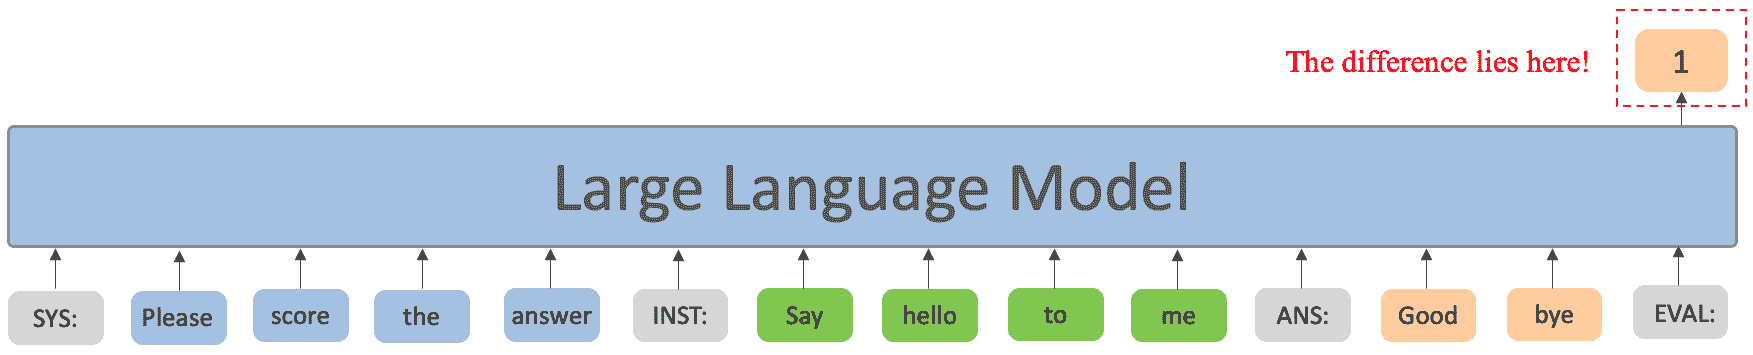 The difference lies here!
1
Large Language Model
SYS: Please score the answer INST: Say hello to me ANS: Good bye EVAL: